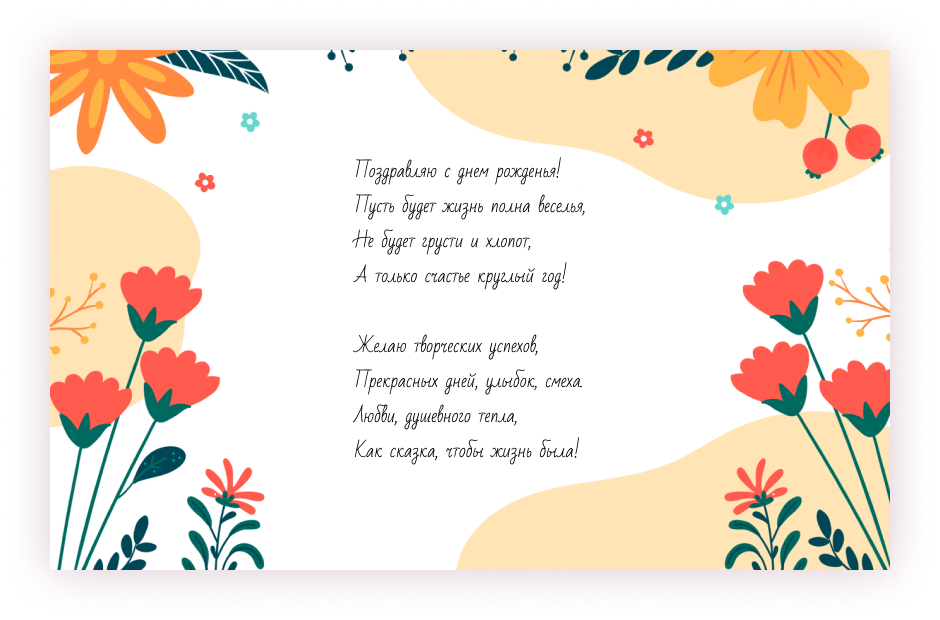 Поздравляю с днем рожденья!
Пусть будет жизнь полна веселья,
Не будет грусти и хлопот,
А только счастье круглый год!
Желаю творческих успехов,
Прекрасных дней, улыбок, смеха.
Любви, душевного тепла,
Как сказка, чтобы жизнь была!